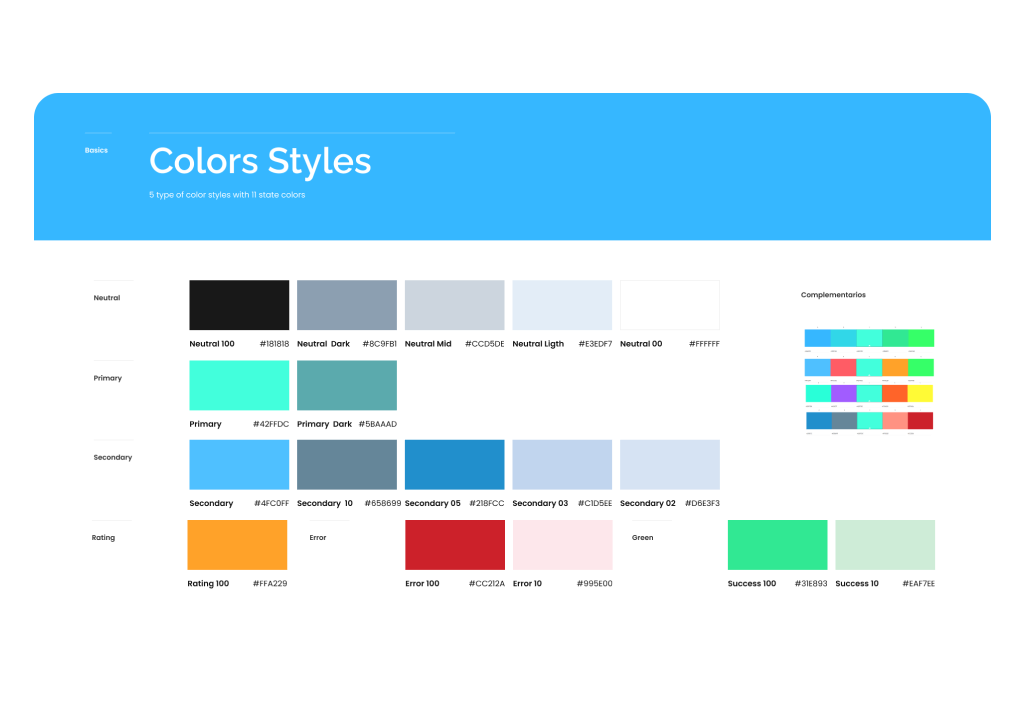 Basics
Colors Styles
5 type of color styles with 11 state colors
Neutral
Complementarios
Neutral 100 #181818 Neutral Dark #8C9FB1 Neutral Mid #CCD5DE Neutral Ligth #E3EDF7 Neutral 00 #FFFFFF
Primary
Primary #42FFDC Primary Dark #5BAAAD
Secondary
Secondary #4FC0FF Secondary 10 #658699 Secondary 05 #218FCC Secondary 03 #C1D5EE Secondary 02 #D6E3F3
Rating Error Green
Rating 100 #FFA229 Error 100 #CC212A Error 10 #995E00 Success 100 #31E893 Success 10 #EAF7EE